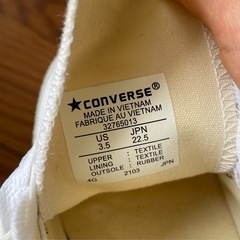 ★CONVERSE®
MADE IN VIETNAM
FABRIQUE AU VIETNAM
32765013
US JPN
3.5 22.5
UPPER : TEXTILE
LINING : TEXTILE
OUTSOLE : RUBBER
4G 2103 JPN